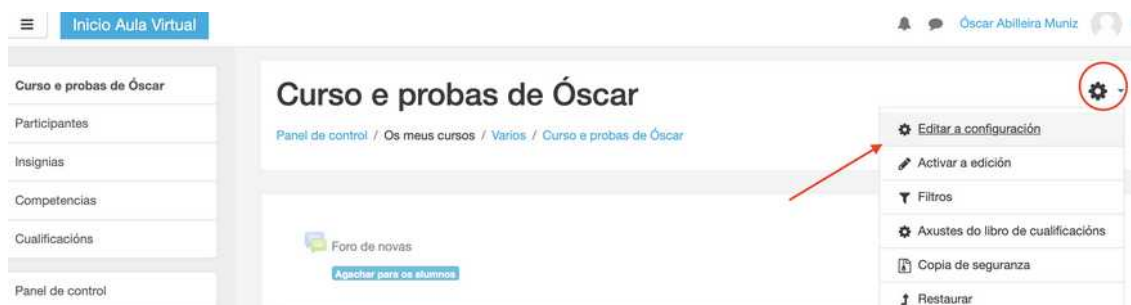 Inicio Aula Virtual
Óscar Abilleira Muniz
Curso e probas de Óscar
Participantes
Insignias
Competencias
Cualificacións
Panel de control
Curso e probas de Óscar
Panel de control / Os meus cursos / Varios / Curso e probas de Óscar
Foro de novas
Agachar para os alumnos
Editar a configuración
Activar a edición
Filtros
Axustes do libro de cualificacións
Copia de seguranza
Restaurar